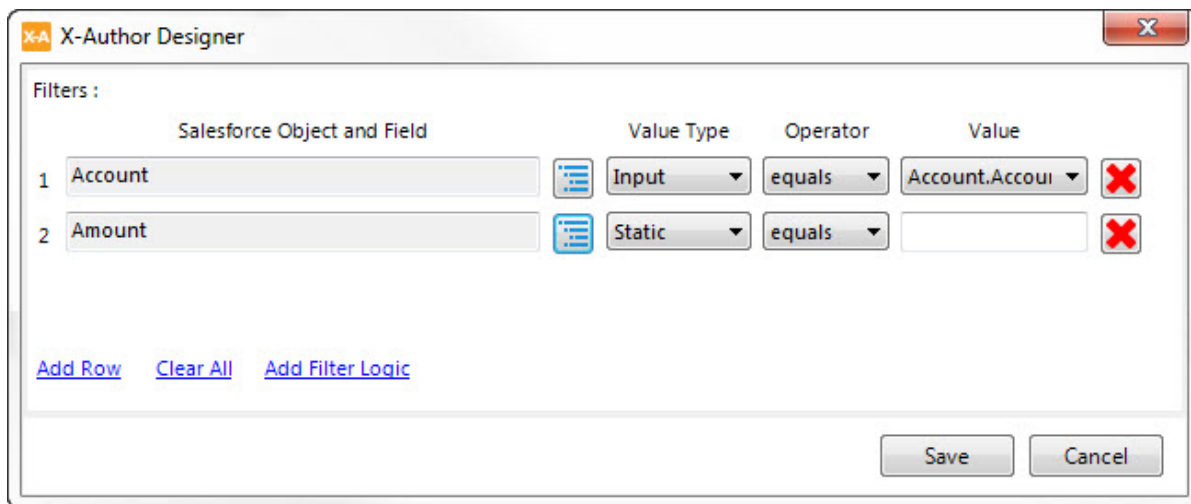 X-A X-Author Designer
Filters :
Salesforce Object and Field Value Type Operator Value
1 Account Input equals Account.Accou
2 Amount Static equals
Add Row Clear All Add Filter Logic
Save Cancel